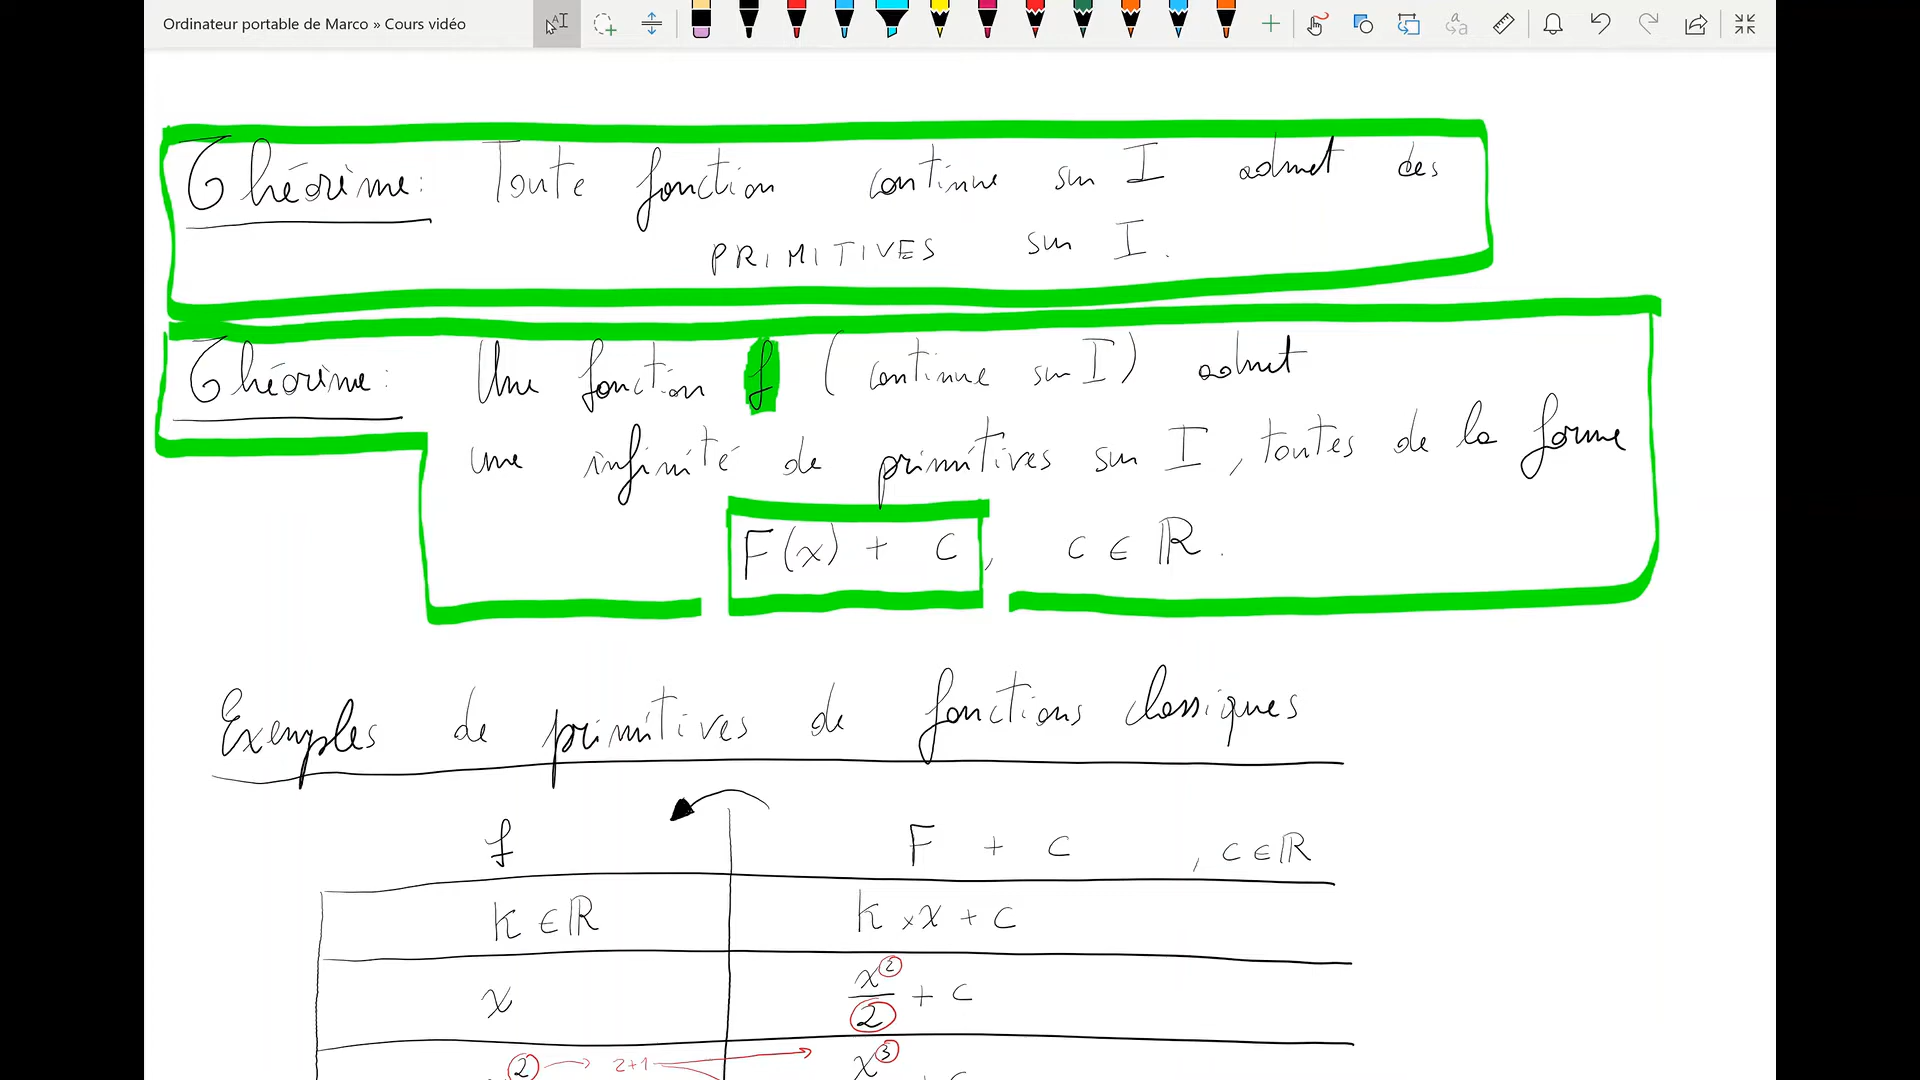 Ordinateur portable de Marco » Cours vidéo
Théorème: Toute fonction continue sur I admet des
PRIMITIVES sur I.
Théorème: Une fonction f (continue sur I) admet
une infinité de primitives sur I, toutes de la forme
F(x) + c, c ∈ ℝ.
Exemples de primitives de fonctions classiques
f F + c , c ∈ ℝ
k ∈ ℝ k × x + c
x x²/2 + c
2 → 2+1 → x³